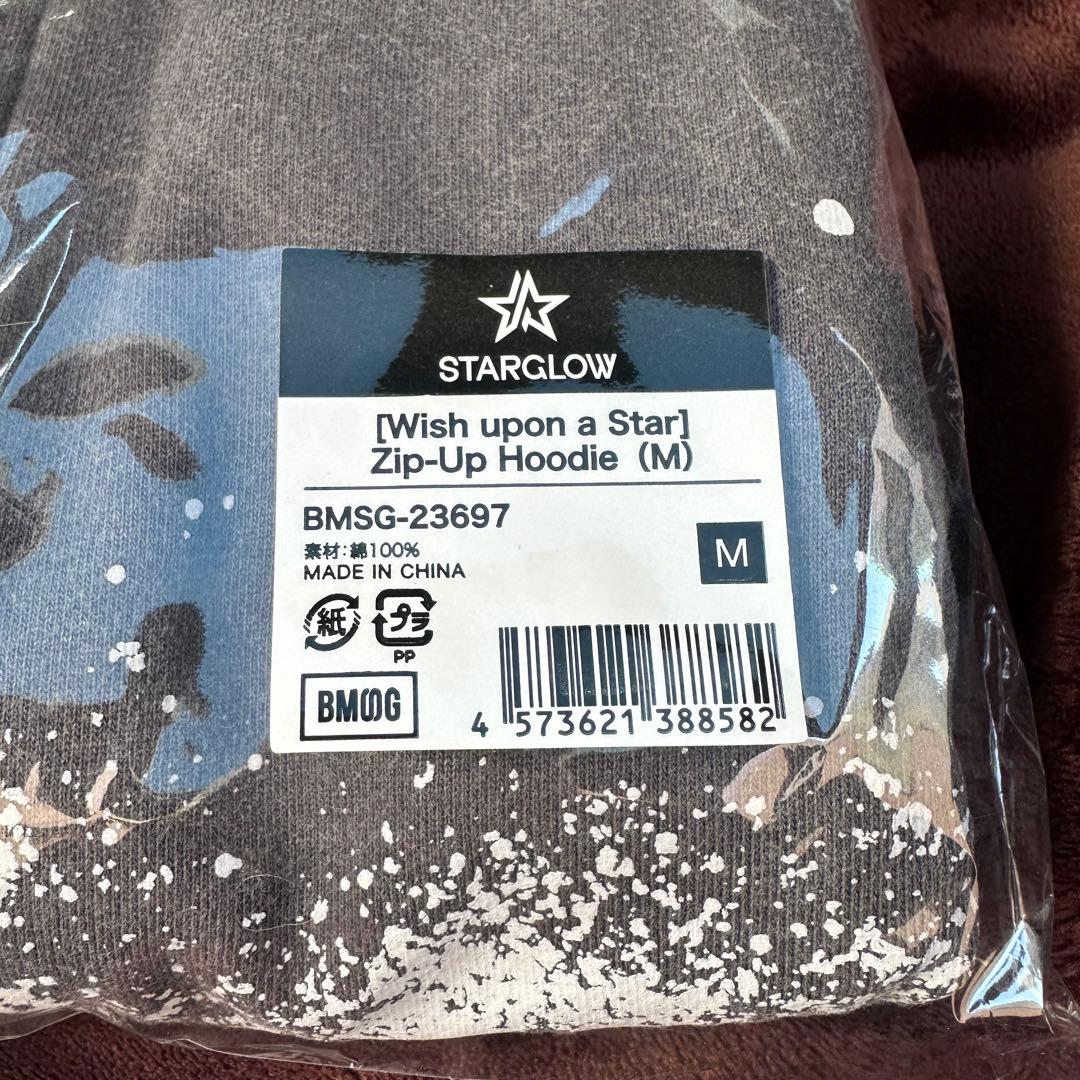 STARGLOW
[Wish upon a Star]
Zip-Up Hoodie（M）
BMSG-23697
素材:綿100%
MADE IN CHINA
M
紙
プラ
PP
BMSG
4 573621 388582